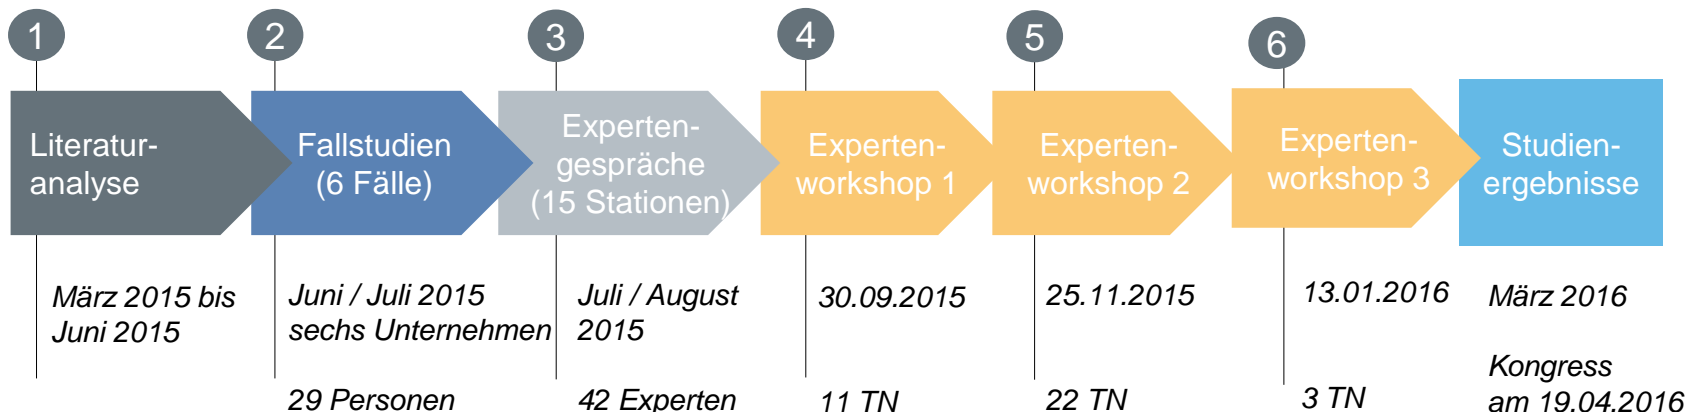 1
2
3
4
5
6
Literatur-
analyse
Fallstudien
(6 Fälle)
Experten-
gespräche
(15 Stationen)
Experten-
workshop 1
Experten-
workshop 2
Experten-
workshop 3
Studien-
ergebnisse
März 2015 bis
Juni 2015
Juni / Juli 2015
sechs Unternehmen
29 Personen
Juli / August
2015
42 Experten
30.09.2015
11 TN
25.11.2015
22 TN
13.01.2016
3 TN
März 2016
Kongress
am 19.04.2016